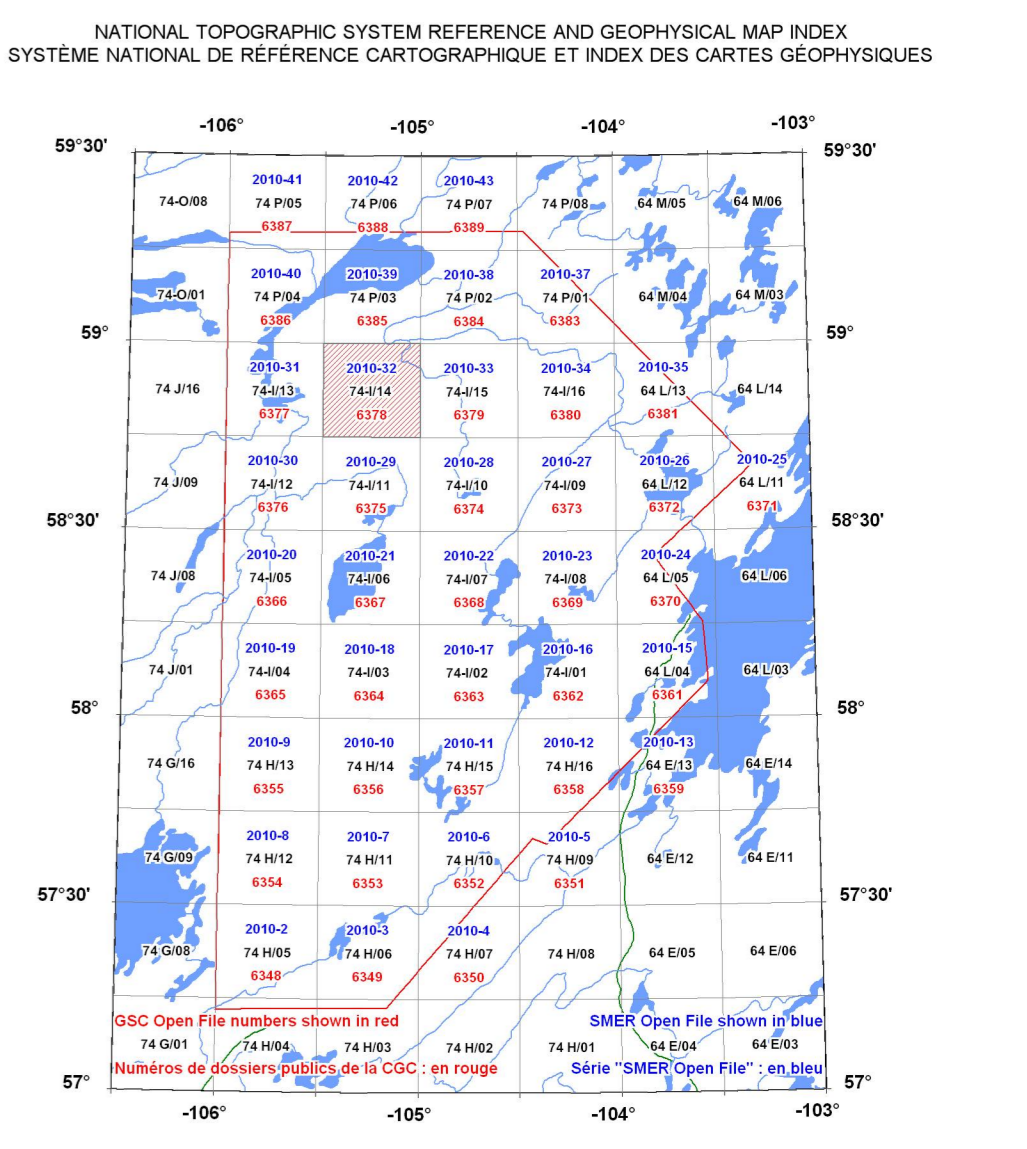 NATIONAL TOPOGRAPHIC SYSTEM REFERENCE AND GEOPHYSICAL MAP INDEX
SYSTÈME NATIONAL DE RÉFÉRENCE CARTOGRAPHIQUE ET INDEX DES CARTES GÉOPHYSIQUES
-106° -105° -104° -103°
59°30' 59°30'
2010-41 2010-42 2010-43
74-O/08 74 P/05 74 P/06 74 P/07 74 P/08 64 M/05 64 M/06
6387 6388 6389
2010-40 2010-39 2010-38 2010-37
74-O/01 74 P/04 74 P/03 74 P/02 74 P/01 64 M/04 64 M/03
6386 6385 6384 6383
59° 59°
2010-31 2010-32 2010-33 2010-34 2010-35
74 J/16 74-I/13 74-I/14 74-I/15 74-I/16 64 L/13 64 L/14
6377 6378 6379 6380 6381
2010-30 2010-29 2010-28 2010-27 2010-26 2010-25
74 J/09 74-I/12 74-I/11 74-I/10 74-I/09 64 L/12 64 L/11
6376 6375 6374 6373 6372 6371
58°30' 58°30'
2010-20 2010-21 2010-22 2010-23 2010-24
74 J/08 74-I/05 74-I/06 74-I/07 74-I/08 64 L/05 64 L/06
6366 6367 6368 6369 6370
2010-19 2010-18 2010-17 2010-16 2010-15
74 J/01 74-I/04 74-I/03 74-I/02 74-I/01 64 L/04 64 L/03
6365 6364 6363 6362 6361
58° 58°
2010-9 2010-10 2010-11 2010-12 2010-13
74 G/16 74 H/13 74 H/14 74 H/15 74 H/16 64 E/13 64 E/14
6355 6356 6357 6358 6359
2010-8 2010-7 2010-6 2010-5
74 G/09 74 H/12 74 H/11 74 H/10 74 H/09 64 E/12 64 E/11
6354 6353 6352 6351
57°30' 57°30'
2010-2 2010-3 2010-4
74 G/08 74 H/05 74 H/06 74 H/07 74 H/08 64 E/05 64 E/06
6348 6349 6350
GSC Open File numbers shown in red SMER Open File shown in blue
74 G/01 74 H/04 74 H/03 74 H/02 74 H/01 64 E/04 64 E/03
Numéros de dossiers publics de la CGC : en rouge Série "SMER Open File" : en bleu
57° 57°
-106° -105° -104° -103°